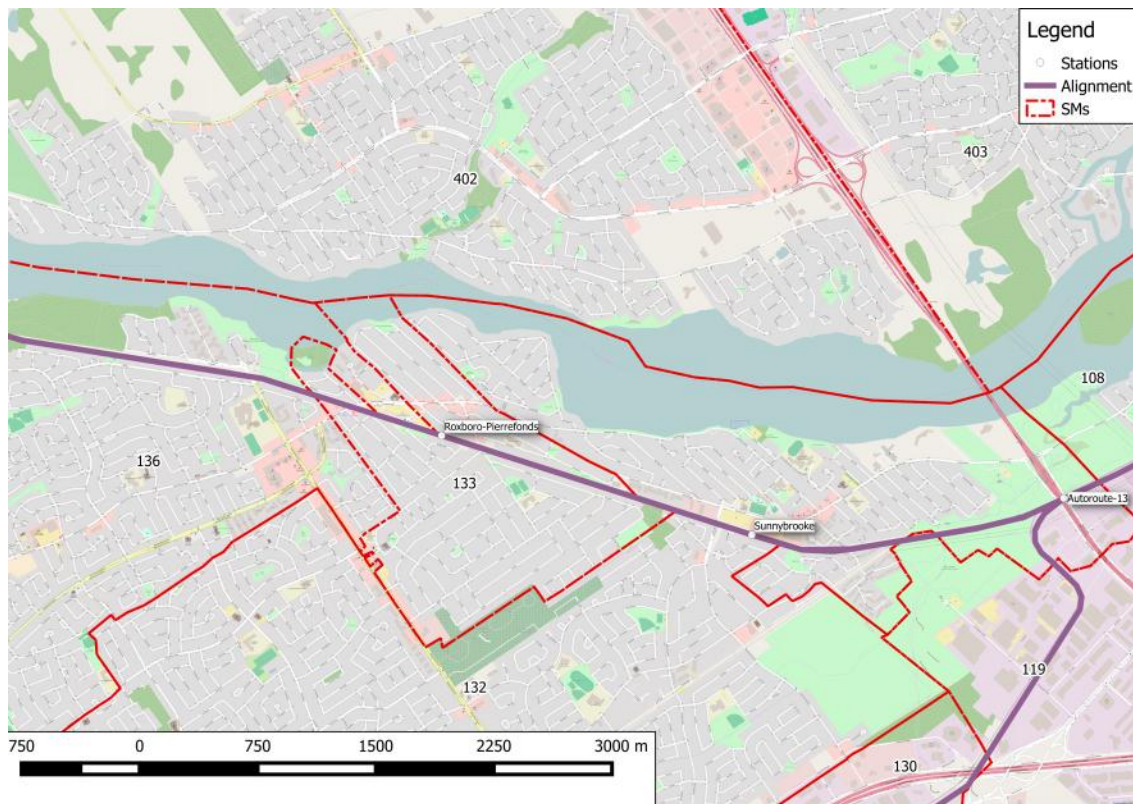 Legend
Stations
Alignment
SMs
403
402
108
Roxboro-Pierrefonds
136
133
Autoroute-13
Sunnybrooke
119
132
130
750 0 750 1500 2250 3000 m